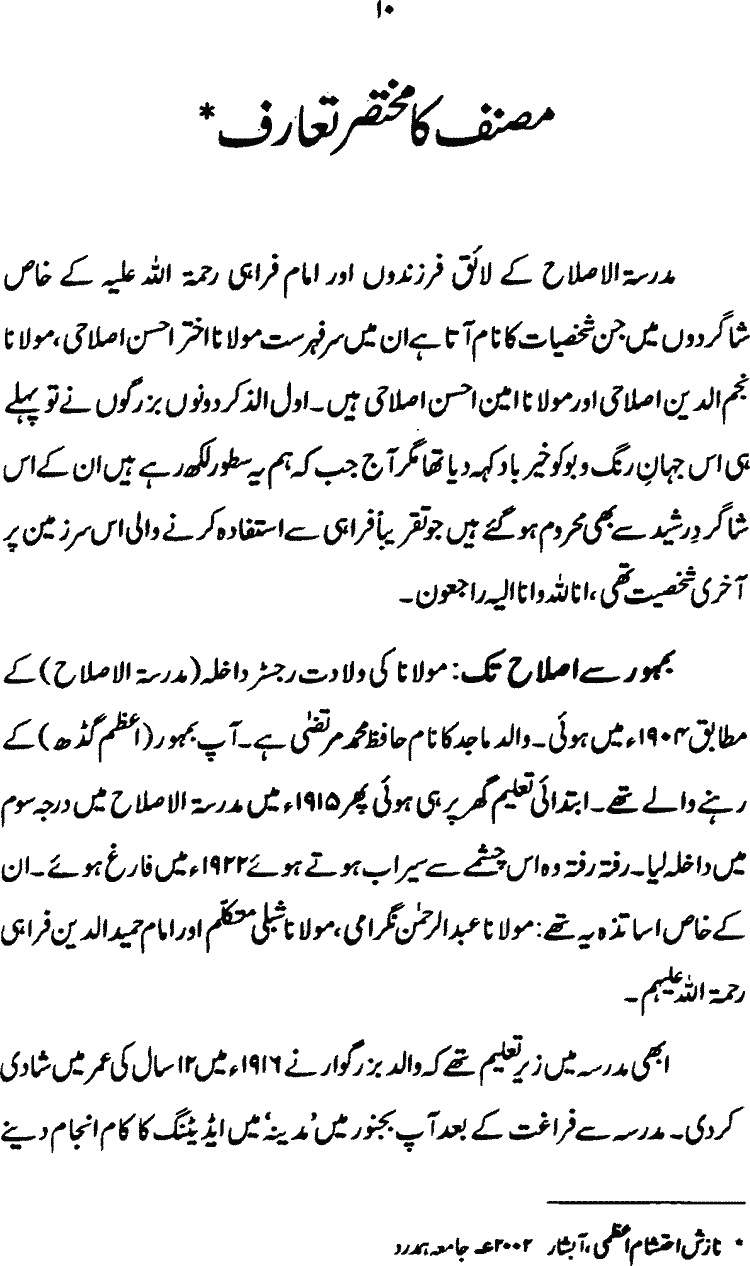 ۱۰
مصنف کا مختصر تعارف *
مدرسۃ الاصلاح کے لائق فرزندوں اور امام فراہی رحمۃ اللہ علیہ کے خاص
شاگردوں میں جن شخصیات کا نام آتا ہے ان میں سر فہرست مولانا اختر احسن اصلاحی، مولانا
نجم الدین اصلاحی اور مولانا امین احسن اصلاحی ہیں۔ اول الذکر دونوں بزرگوں نے تو پہلے
ہی اس جہانِ رنگ و بو کو خیر باد کہہ دیا تھا مگر آج جب کہ ہم یہ سطور لکھ رہے ہیں ان کے اس
شاگردِ رشید سے بھی محروم ہو گئے ہیں جو تقریباً فراہی سے استفادہ کرنے والی اس سرزمین پر
آخری شخصیت تھی، انا للہ وانا الیہ راجعون۔
بمہور سے اصلاح تک: مولانا کی ولادت رجسٹر داخلہ (مدرسۃ الاصلاح) کے
مطابق ۱۹۰۴ء میں ہوئی۔ والد ماجد کا نام حافظ محمد مرتضٰی ہے۔ آپ بمہور (اعظم گڈھ) کے
رہنے والے تھے۔ ابتدائی تعلیم گھر پر ہی ہوئی پھر ۱۹۱۵ء میں مدرسۃ الاصلاح میں درجہ سوم
میں داخلہ لیا۔ رفتہ رفتہ وہ اس چشمے سے سیراب ہوتے ہوئے ۱۹۲۲ء میں فارغ ہوئے۔ ان
کے خاص اساتذہ یہ تھے: مولانا عبدالرحمٰن نگرامی، مولانا شبلی متکلم اور امام حمید الدین فراہی
رحمۃ اللہ علیہم۔
ابھی مدرسہ میں زیرِ تعلیم تھے کہ والد بزرگوار نے ۱۹۱۶ء میں ۱۲ سال کی عمر میں شادی
کردی۔ مدرسہ سے فراغت کے بعد آپ بجنور میں ’مدینہ‘ میں ایڈیٹنگ کا کام انجام دینے
* نازش احتشام اعظمی، آبشار ۲۰۰۲ء جامعہ ہمدرد